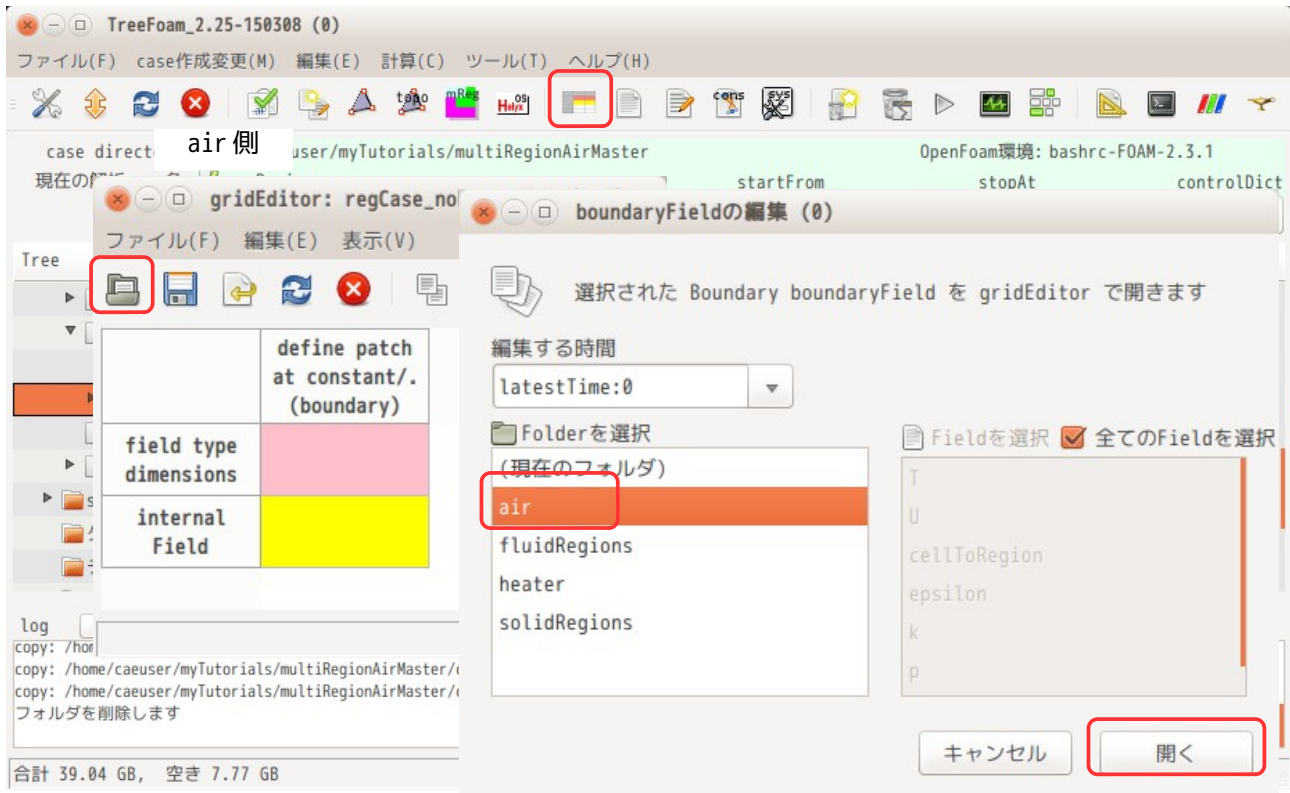 TreeFoam_2.25-150308 (0)
ファイル(F) case作成変更(M) 編集(E) 計算(C) ツール(T) ヘルプ(H)
topo mReg OS Helyx cons sys
air側
case direct user/myTutorials/multiRegionAirMaster OpenFoam環境: bashrc-FOAM-2.3.1
現在の
startFrom stopAt controlDict
gridEditor: regCase_no
ファイル(F) 編集(E) 表示(V)
Tree
define patch
at constant/.
(boundary)
field type
dimensions
internal
Field
boundaryFieldの編集 (0)
選択された Boundary boundaryField を gridEditor で開きます
編集する時間
latestTime:0
Folderを選択
(現在のフォルダ)
air
fluidRegions
heater
solidRegions
Fieldを選択 全てのFieldを選択
T
U
cellToRegion
epsilon
k
p
キャンセル 開く
log
copy: /hom
copy: /home/caeuser/myTutorials/multiRegionAirMaster/
copy: /home/caeuser/myTutorials/multiRegionAirMaster/
フォルダを削除します
合計 39.04 GB, 空き 7.77 GB